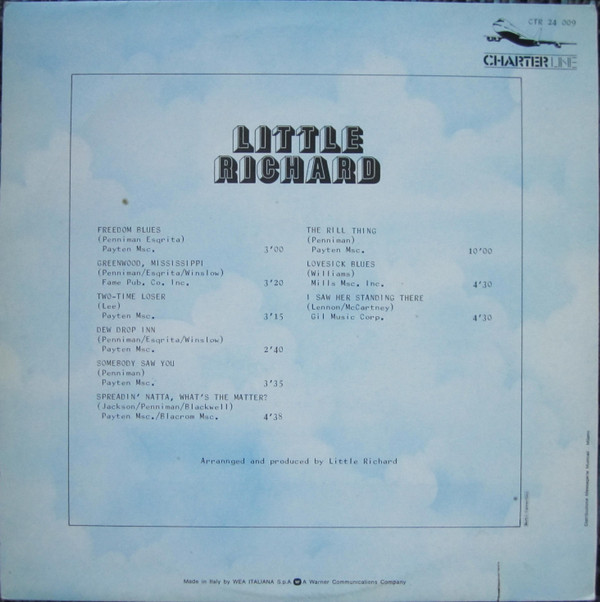 CTR 24 009
CHARTER LINE
LITTLE
RICHARD
FREEDOM BLUES
(Penniman Esqrita)
Payten Msc. 3'00
GREENWOOD, MISSISSIPPI
(Penniman/Esqrita/Winslow)
Fame Pub. Co. Inc. 3'20
TWO-TIME LOSER
(Lee)
Payten Msc. 3'15
DEW DROP INN
(Penniman/Esqrita/Winslow)
Payten Msc. 2'40
SOMEBODY SAW YOU
(Penniman)
Payten Msc. 3'35
SPREADIN' NATTA, WHAT'S THE MATTER?
(Jackson/Penniman/Blackwell)
Payten Msc./Blacrom Msc. 4'38
THE RILL THING
(Penniman)
Payten Msc. 10'00
LOVESICK BLUES
(Williams)
Mills Msc. Inc. 4'30
I SAW HER STANDING THERE
(Lennon/McCartney)
Gil Music Corp. 4'30
Arrannged and produced by Little Richard
Made in Italy by WEA ITALIANA S.p.A. A Warner Communications Company